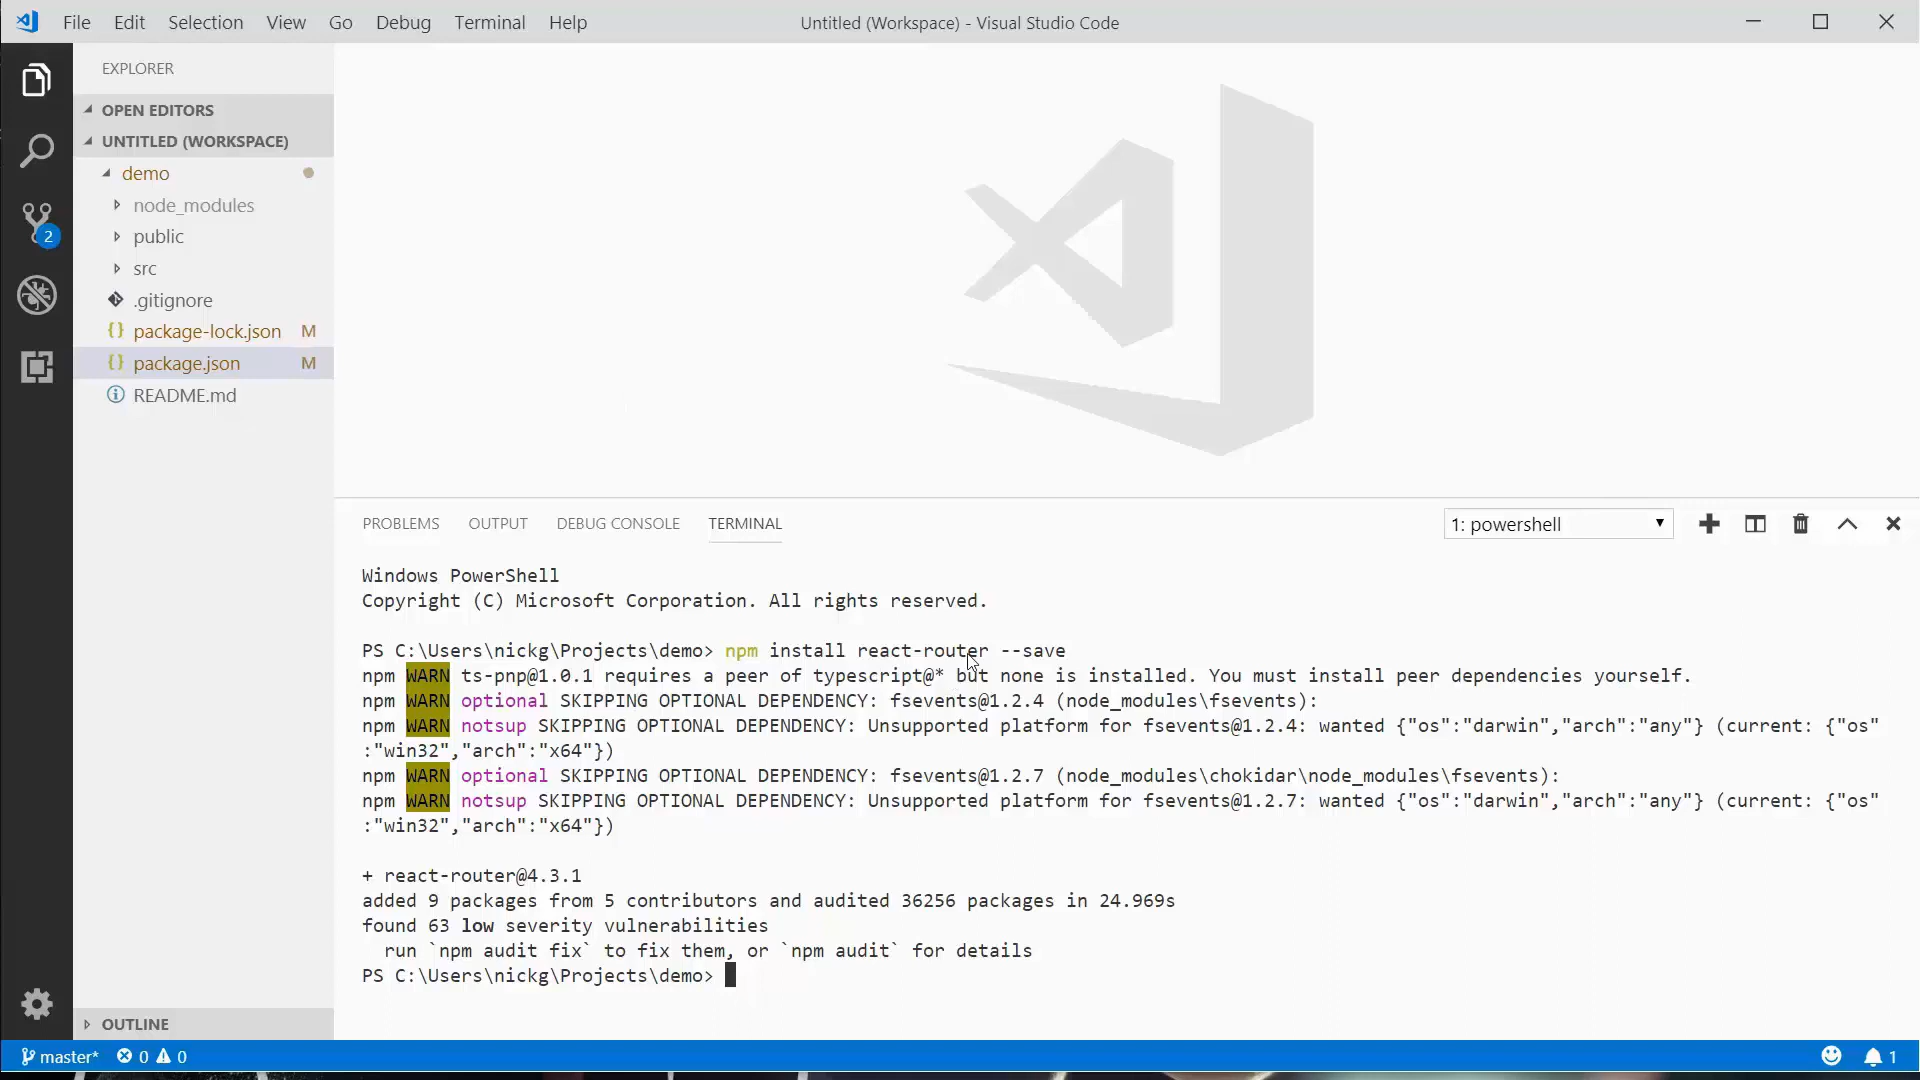 File Edit Selection View Go Debug Terminal Help
Untitled (Workspace) - Visual Studio Code
EXPLORER
OPEN EDITORS
UNTITLED (WORKSPACE)
demo
node_modules
public
src
.gitignore
package-lock.json M
package.json M
README.md
OUTLINE
2
PROBLEMS OUTPUT DEBUG CONSOLE TERMINAL
1: powershell
Windows PowerShell
Copyright (C) Microsoft Corporation. All rights reserved.
PS C:\Users\nickg\Projects\demo> npm install react-router --save
npm WARN ts-pnp@1.0.1 requires a peer of typescript@* but none is installed. You must install peer dependencies yourself.
npm WARN optional SKIPPING OPTIONAL DEPENDENCY: fsevents@1.2.4 (node_modules\fsevents):
npm WARN notsup SKIPPING OPTIONAL DEPENDENCY: Unsupported platform for fsevents@1.2.4: wanted {"os":"darwin","arch":"any"} (current: {"os"
:"win32","arch":"x64"})
npm WARN optional SKIPPING OPTIONAL DEPENDENCY: fsevents@1.2.7 (node_modules\chokidar\node_modules\fsevents):
npm WARN notsup SKIPPING OPTIONAL DEPENDENCY: Unsupported platform for fsevents@1.2.7: wanted {"os":"darwin","arch":"any"} (current: {"os"
:"win32","arch":"x64"})
+ react-router@4.3.1
added 9 packages from 5 contributors and audited 36256 packages in 24.969s
found 63 low severity vulnerabilities
run `npm audit fix` to fix them, or `npm audit` for details
PS C:\Users\nickg\Projects\demo>
master* 0 0 1